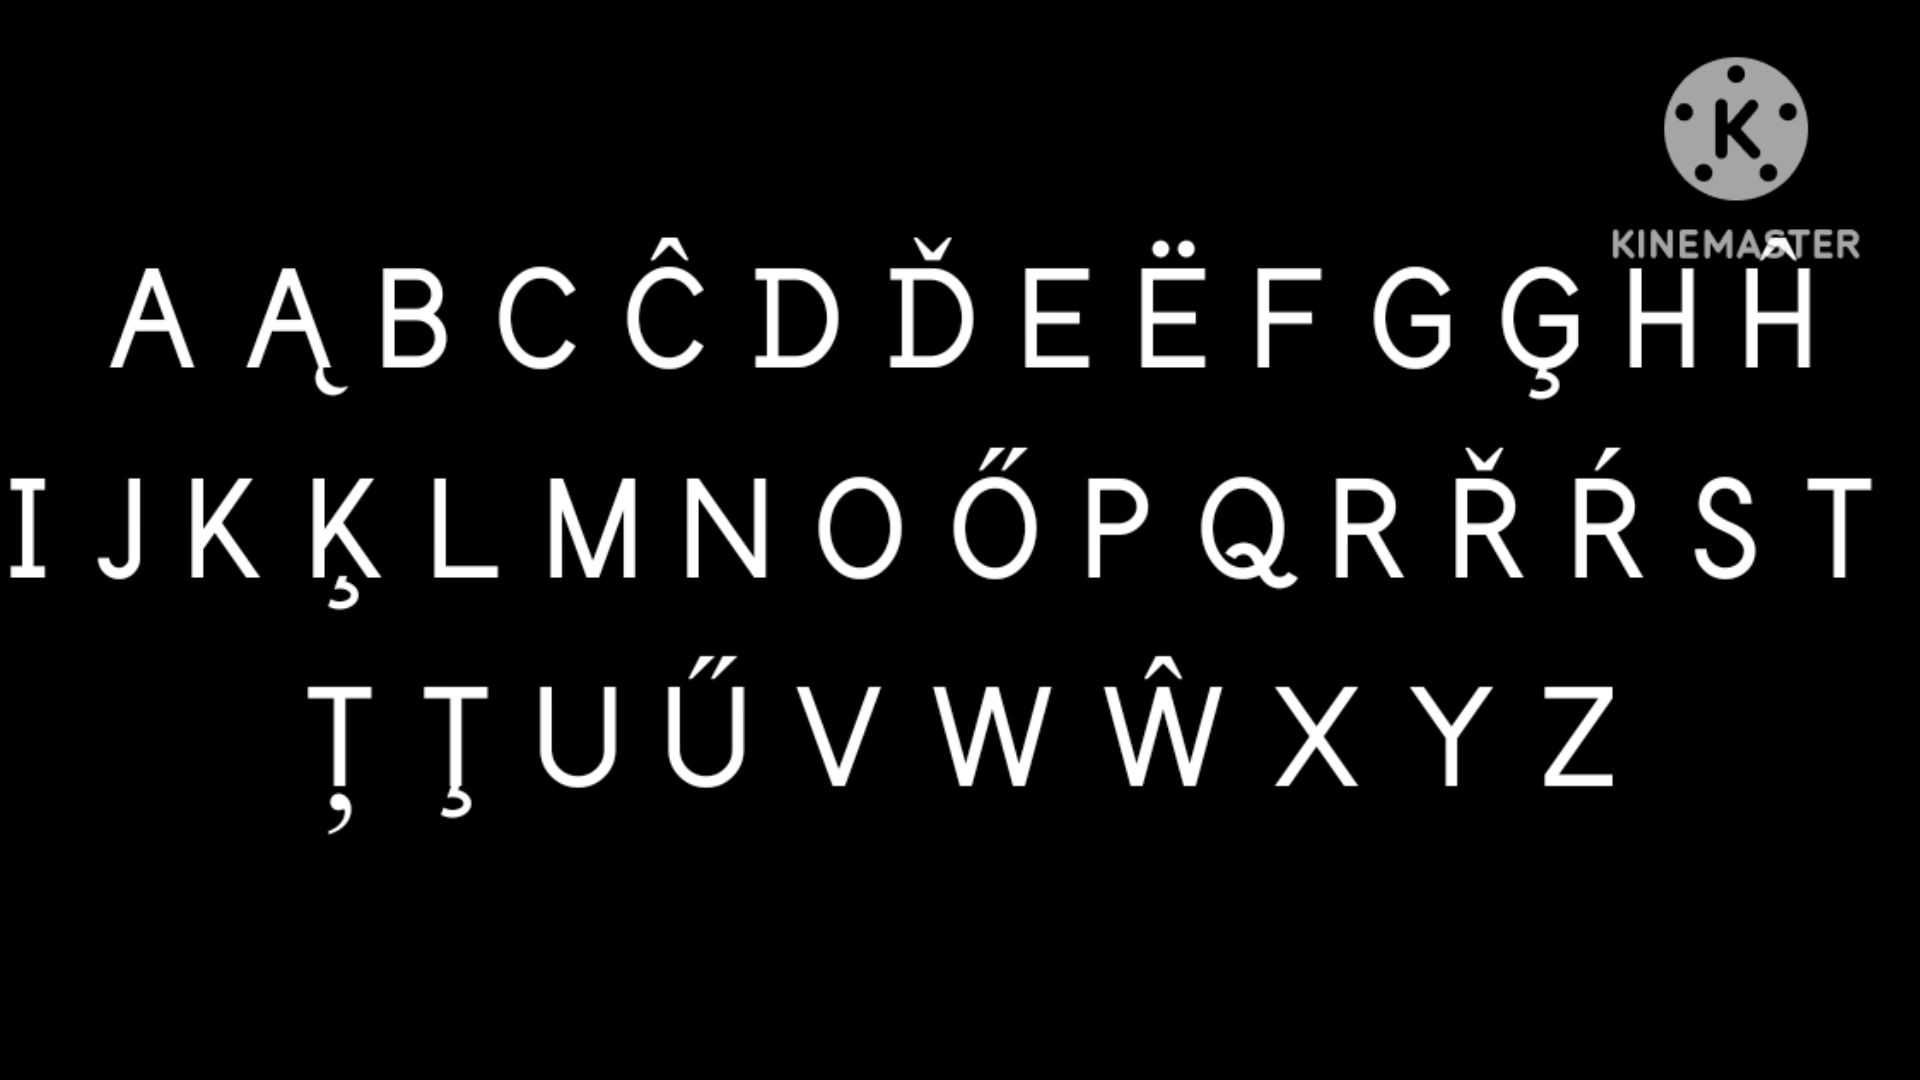 K
KINEMASTER
A Ą B C Ĉ D Ď E Ë F G Ģ H Ĥ
I J K Ķ L M N O Ő P Q R Ř Ŕ S T
Ț Ţ U Ű V W Ŵ X Y Z